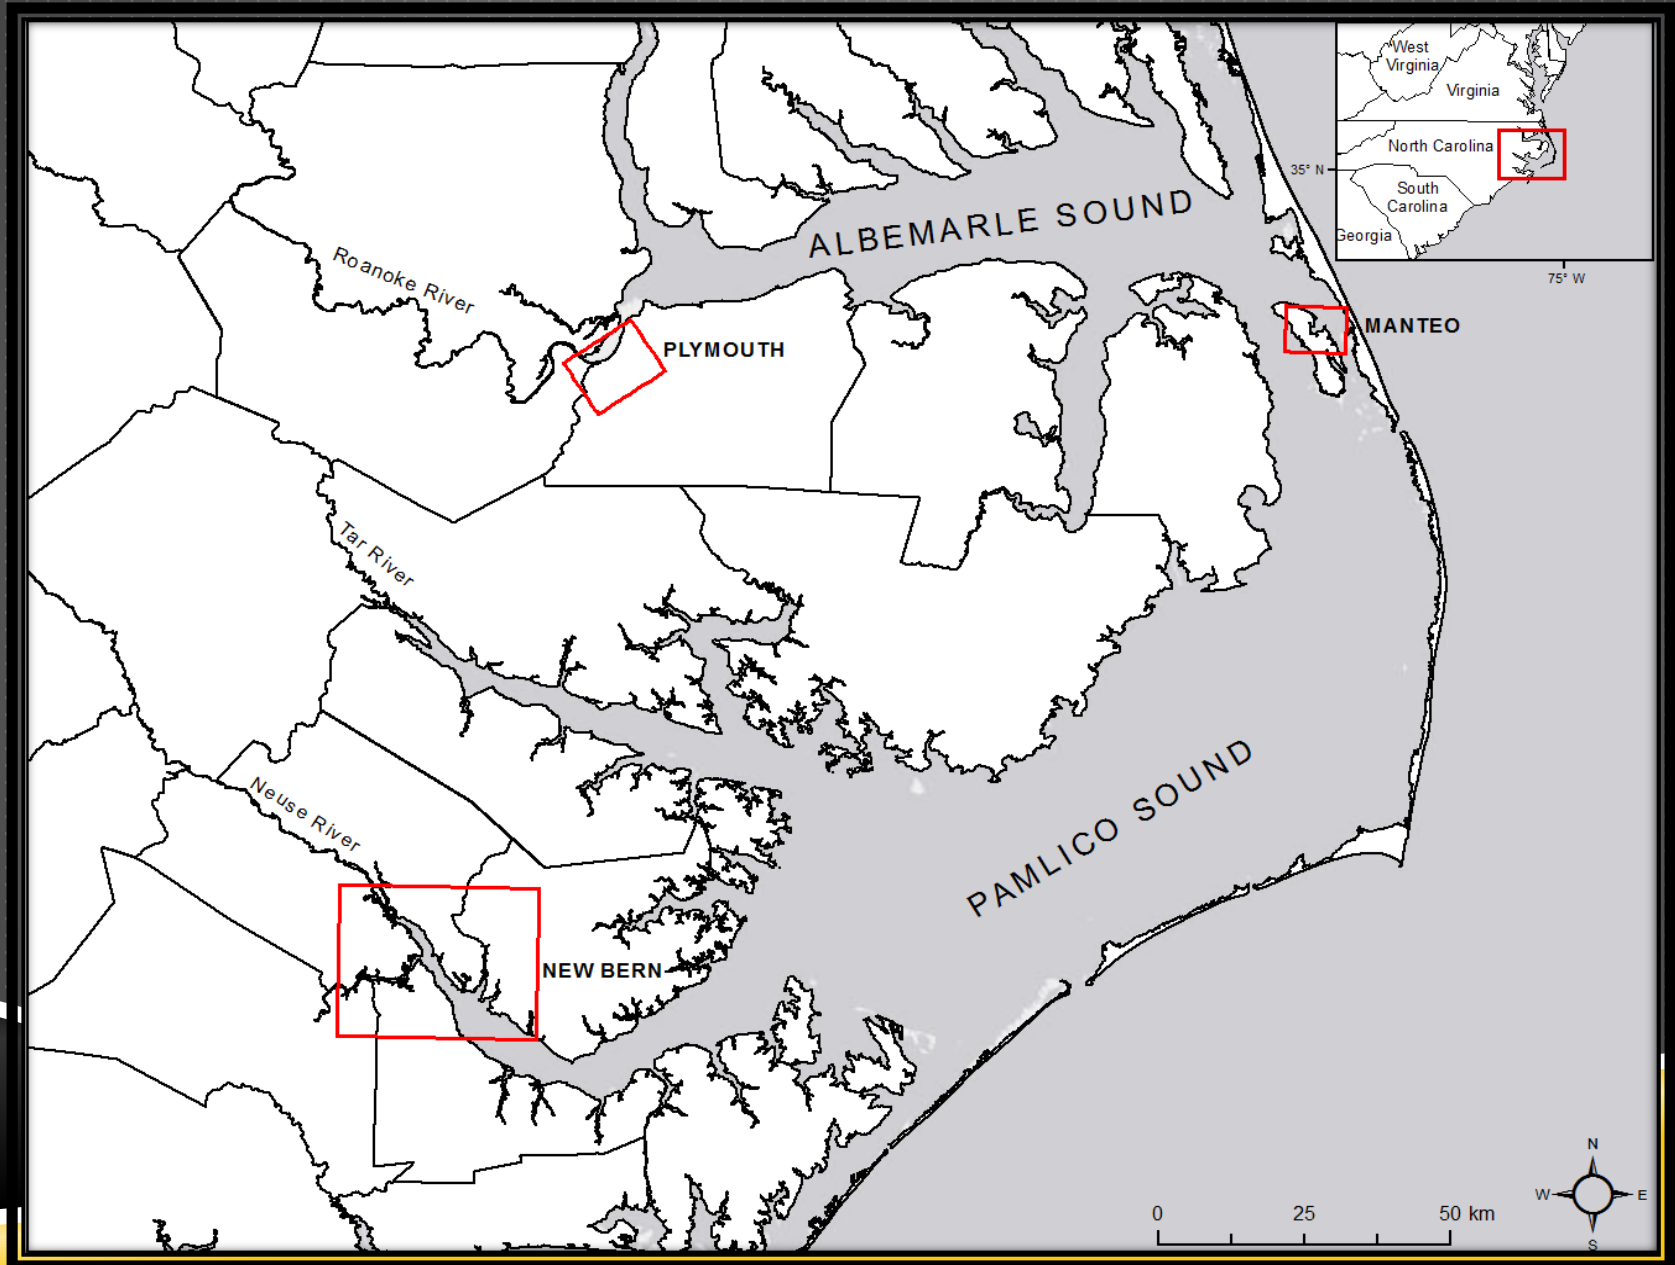 West
Virginia
Virginia
North Carolina
35° N
South
Carolina
Georgia
75° W
ALBEMARLE SOUND
Roanoke River
MANTEO
PLYMOUTH
Tar River
PAMLICO SOUND
Neuse River
NEW BERN
N
W
E
S
0 25 50 km